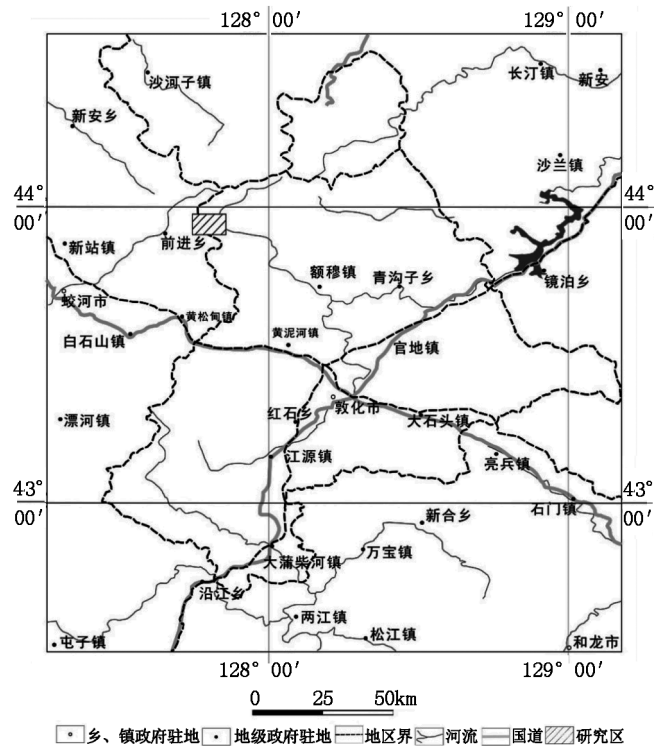 128° 00′ 129° 00′
沙河子镇
长汀镇 新安
新安乡
沙兰镇
44° 00′ 44° 00′
前进乡
新站镇
额穆镇 青沟子乡 镜泊乡
蛟河市
黄松甸镇
白石山镇 黄泥河镇 官地镇
红石乡 敦化市 大石头镇
漂河镇
江源镇 亮兵镇
43° 00′ 石门镇 43° 00′
新合乡
万宝镇
大蒲柴河镇
沿江乡
两江镇
屯子镇 松江镇 和龙市
128° 00′ 129° 00′
0 25 50km
乡、镇政府驻地 地级政府驻地 地区界 河流 国道 研究区